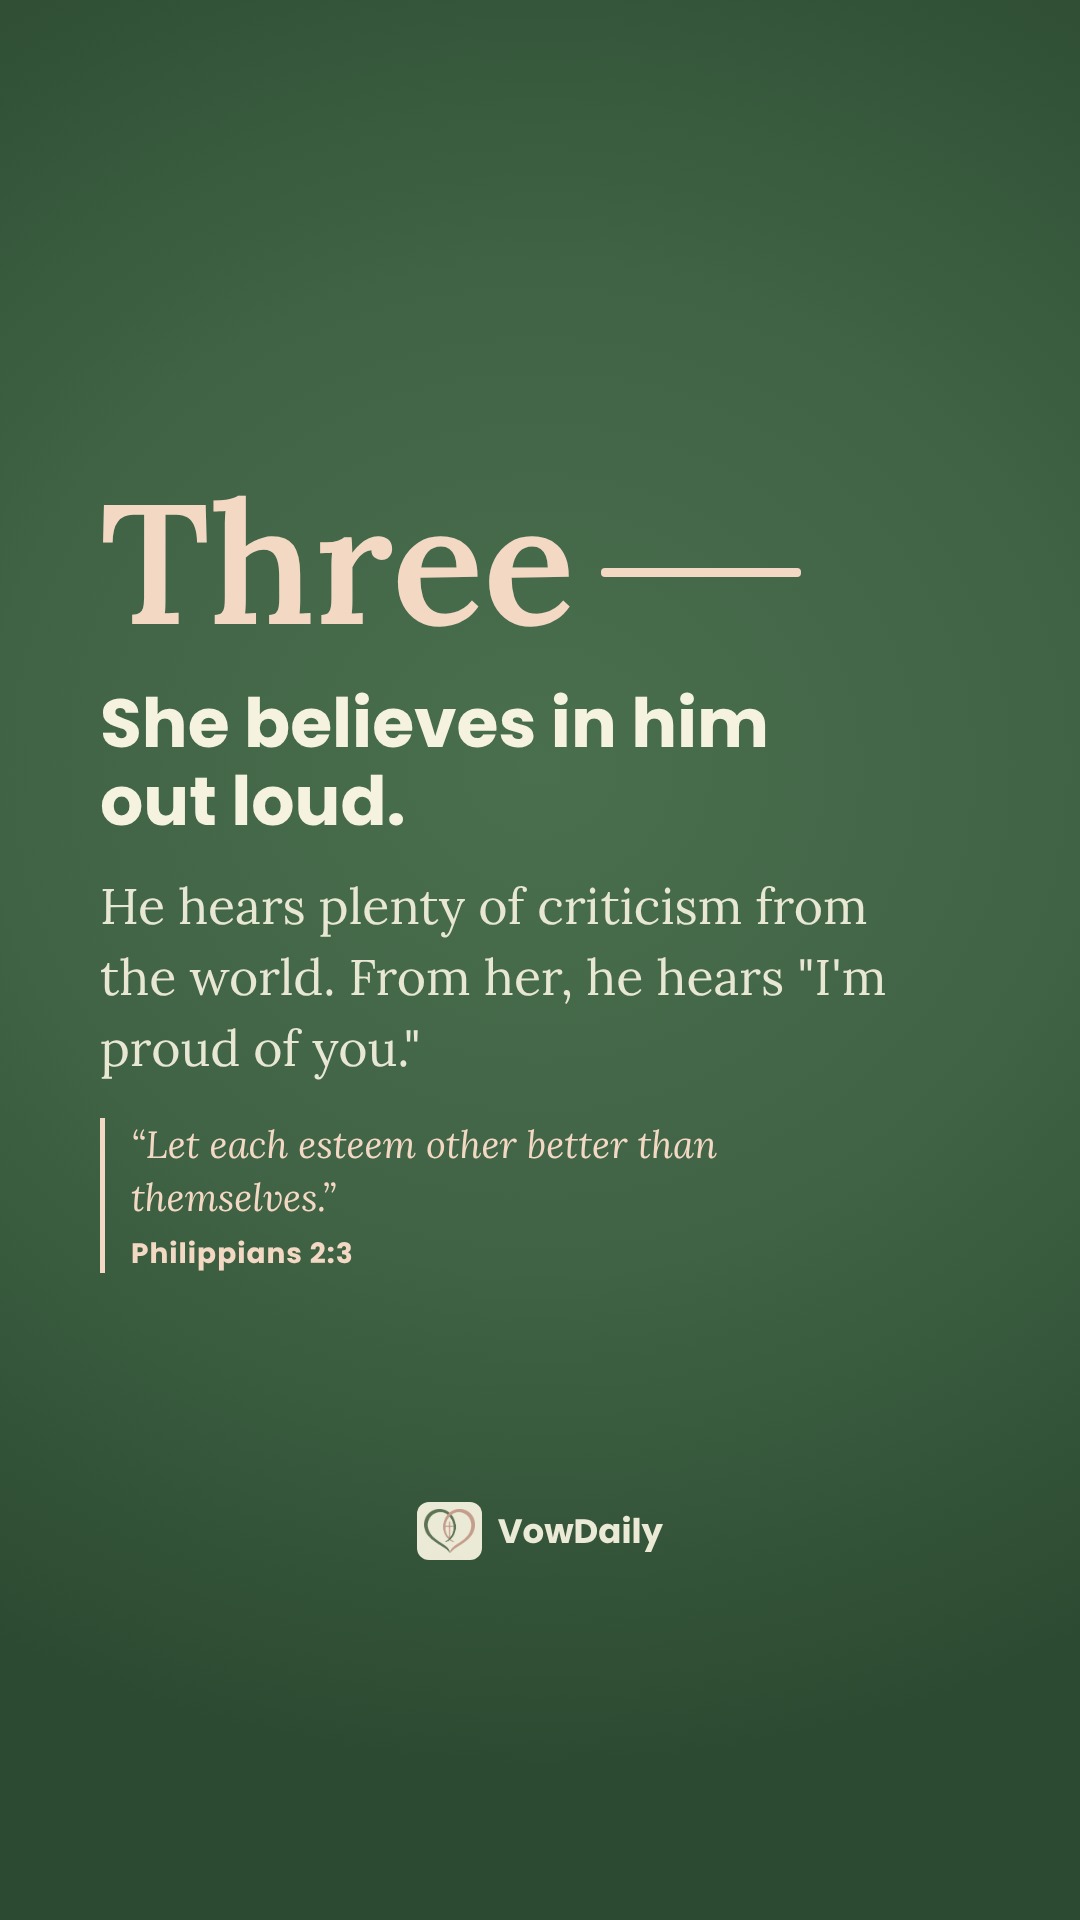 Three
She believes in him
out loud.
He hears plenty of criticism from
the world. From her, he hears "I'm
proud of you."
“Let each esteem other better than
themselves.”
Philippians 2:3
VowDaily